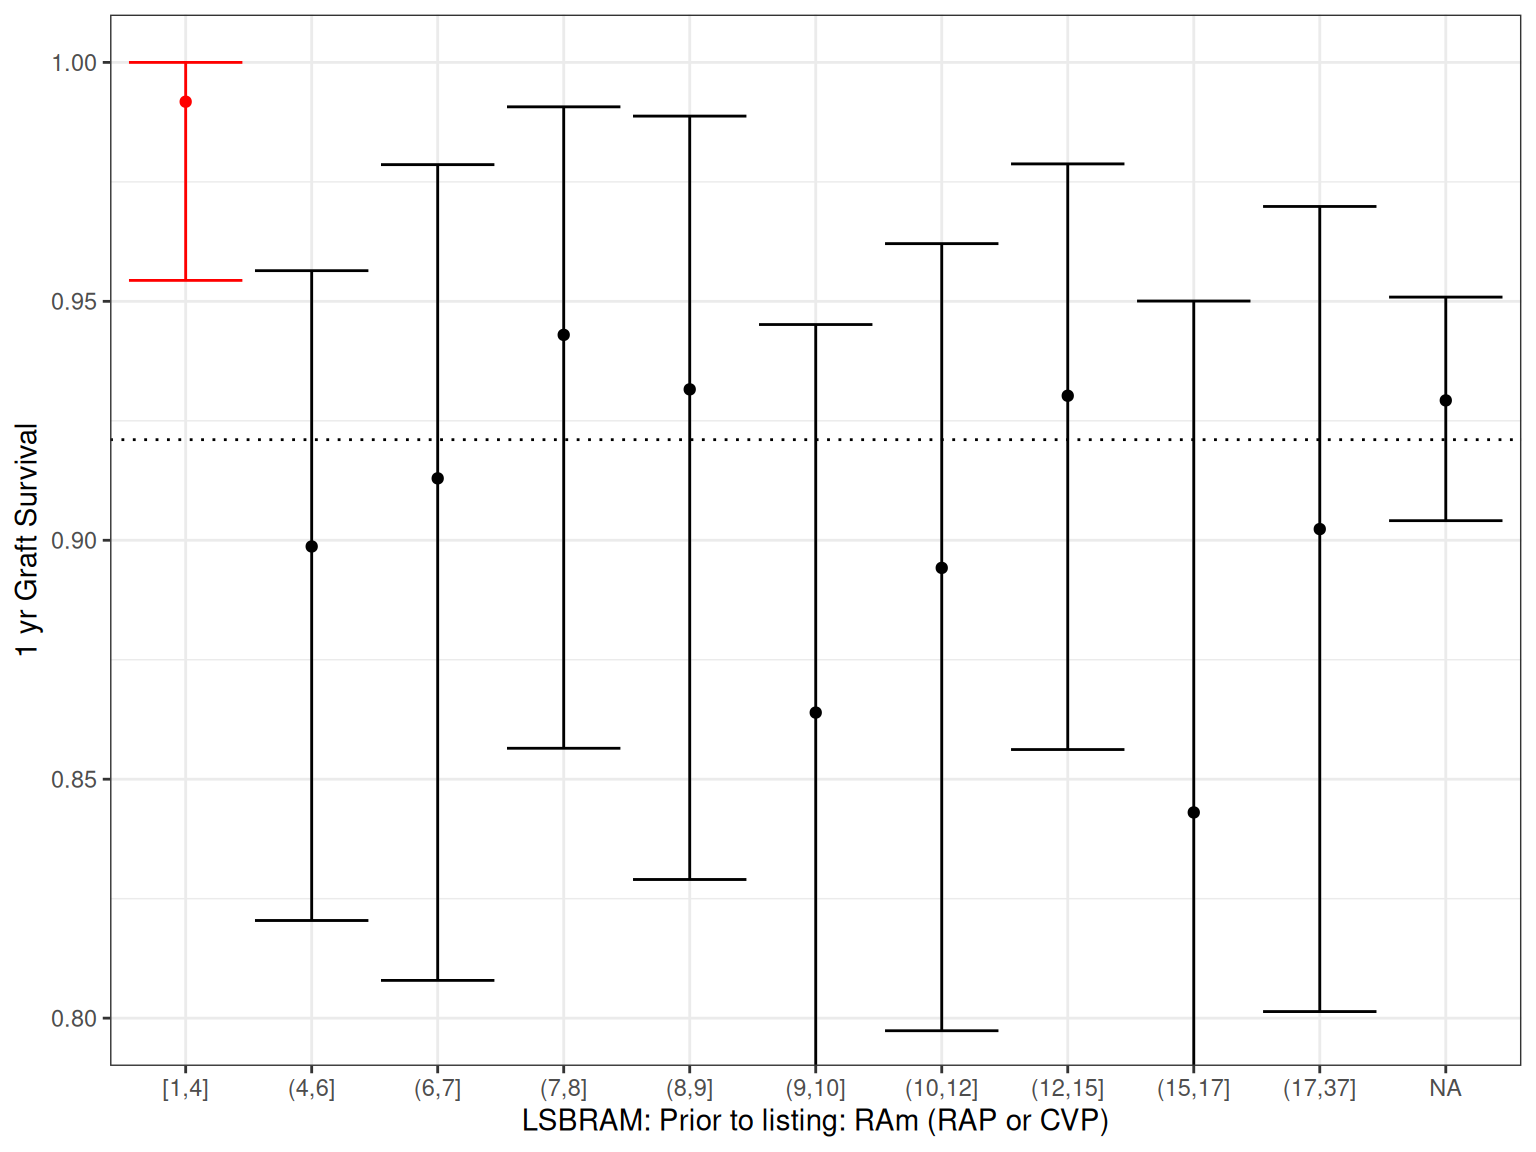 1 yr Graft Survival
1.00
0.95
0.90
0.85
0.80
[1,4] (4,6] (6,7] (7,8] (8,9] (9,10] (10,12] (12,15] (15,17] (17,37] NA
LSBRAM: Prior to listing: RAm (RAP or CVP)